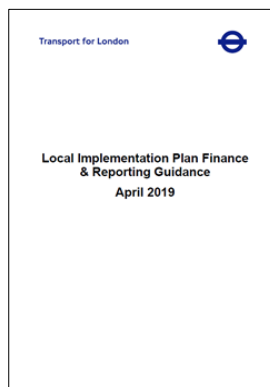 Transport for London
Local Implementation Plan Finance
& Reporting Guidance
April 2019